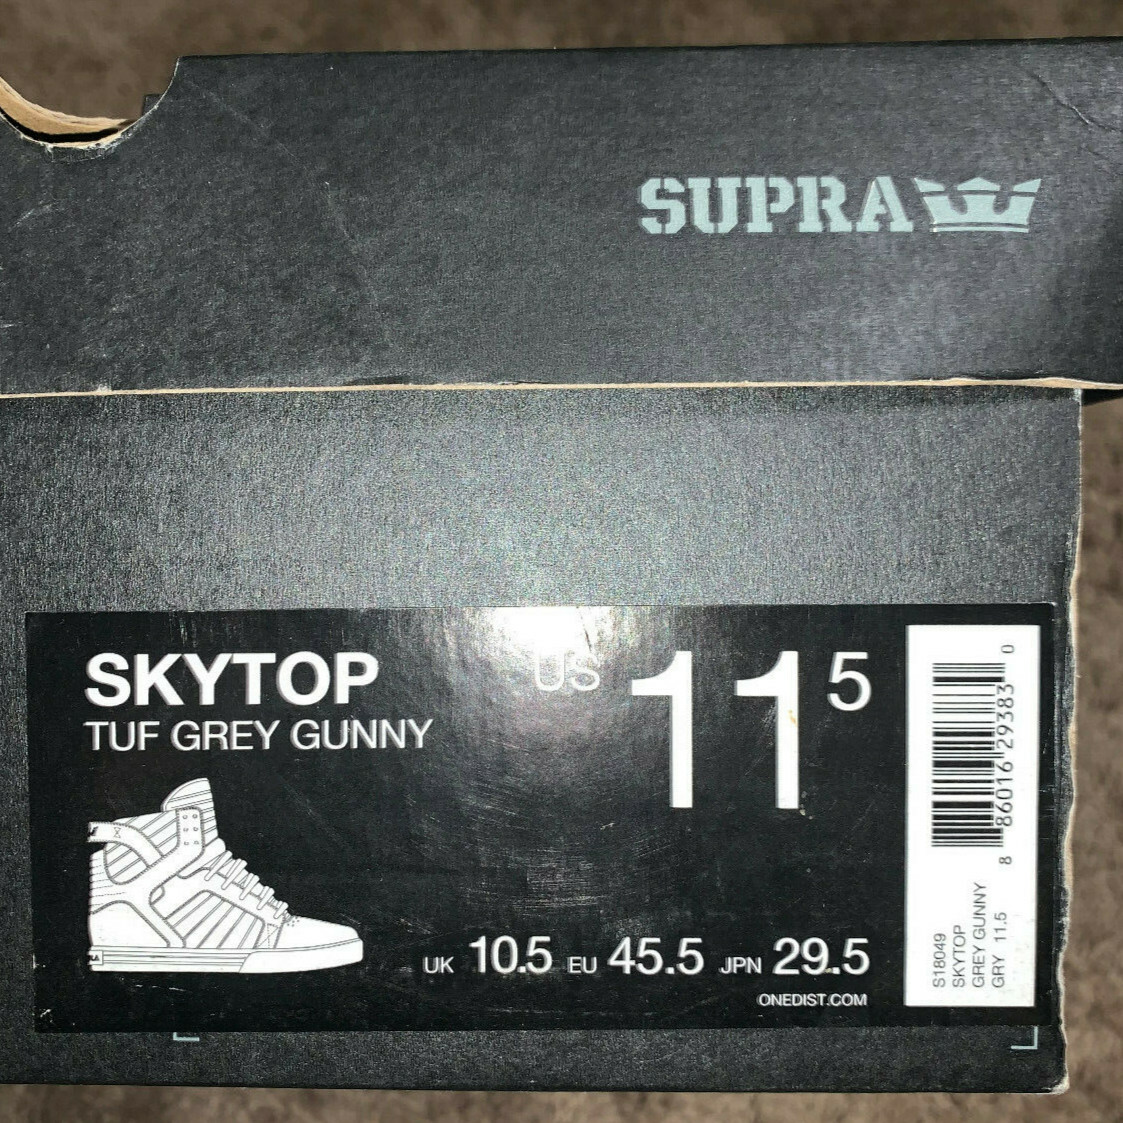 SUPRA
SKYTOP
TUF GREY GUNNY
US 11 5
UK 10.5 EU 45.5 JPN 29.5
ONEDIST.COM
8 86016 29383 0
S18049
SKYTOP
GREY GUNNY
GRY 11.5